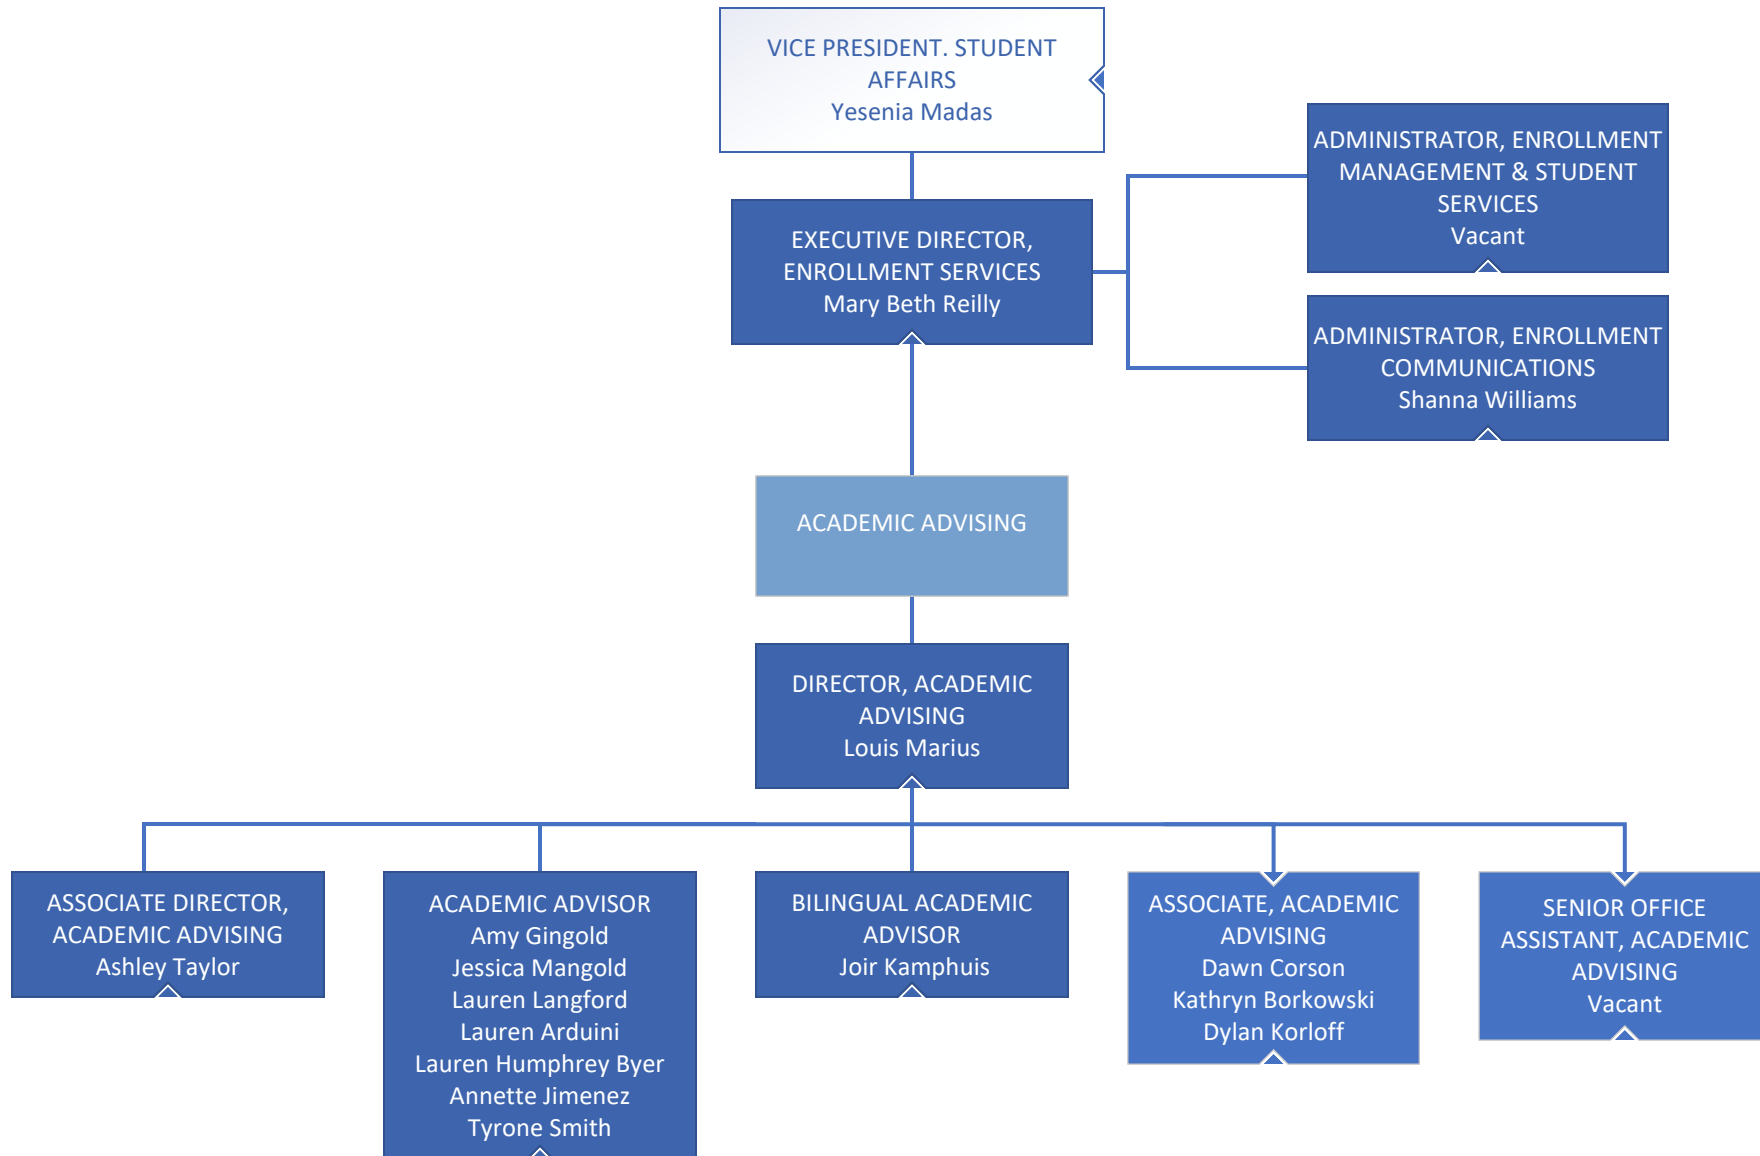 VICE PRESIDENT. STUDENT
AFFAIRS
Yesenia Madas
EXECUTIVE DIRECTOR,
ENROLLMENT SERVICES
Mary Beth Reilly
ADMINISTRATOR, ENROLLMENT
MANAGEMENT & STUDENT
SERVICES
Vacant
ADMINISTRATOR, ENROLLMENT
COMMUNICATIONS
Shanna Williams
ACADEMIC ADVISING
DIRECTOR, ACADEMIC
ADVISING
Louis Marius
ASSOCIATE DIRECTOR,
ACADEMIC ADVISING
Ashley Taylor
ACADEMIC ADVISOR
Amy Gingold
Jessica Mangold
Lauren Langford
Lauren Arduini
Lauren Humphrey Byer
Annette Jimenez
Tyrone Smith
BILINGUAL ACADEMIC
ADVISOR
Joir Kamphuis
ASSOCIATE, ACADEMIC
ADVISING
Dawn Corson
Kathryn Borkowski
Dylan Korloff
SENIOR OFFICE
ASSISTANT, ACADEMIC
ADVISING
Vacant